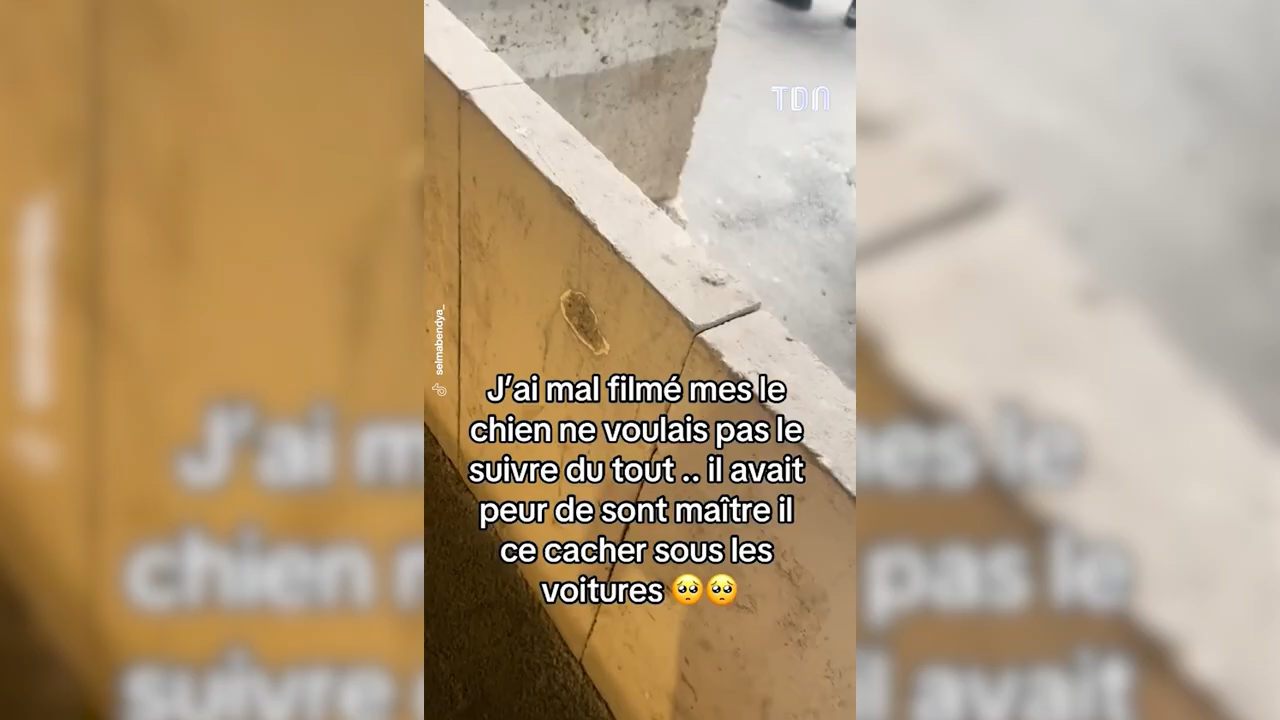 TDN
selmabendya_
J'ai mal filmé mes le
chien ne voulais pas le
suivre du tout .. il avait
peur de sont maître il
ce cacher sous les
voitures 🥺🥺